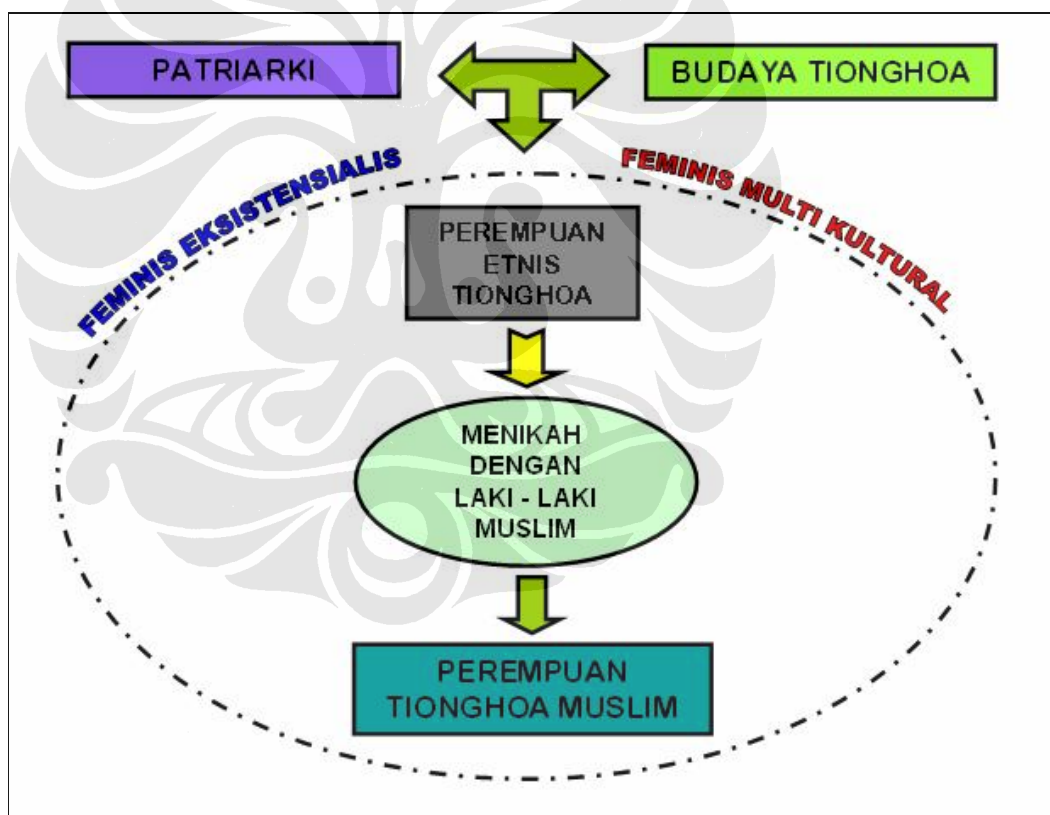 PATRIARKI
BUDAYA TIONGHOA
FEMINIS EKSISTENSIALIS
FEMINIS MULTI KULTURAL
PEREMPUAN
ETNIS
TIONGHOA
MENIKAH
DENGAN
LAKI - LAKI
MUSLIM
PEREMPUAN
TIONGHOA MUSLIM